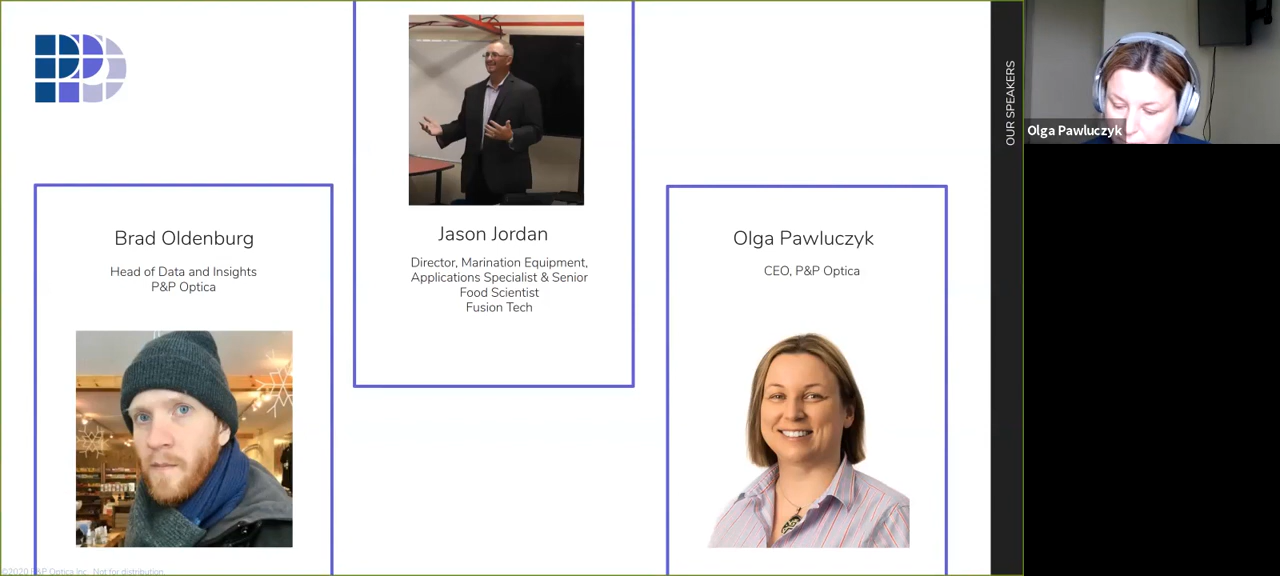 OUR SPEAKERS
Olga Pawluczyk
Brad Oldenburg
Head of Data and Insights
P&P Optica
Jason Jordan
Director, Marination Equipment,
Applications Specialist & Senior
Food Scientist
Fusion Tech
Olga Pawluczyk
CEO, P&P Optica
©2020 P&P Optica Inc. Not for distribution.